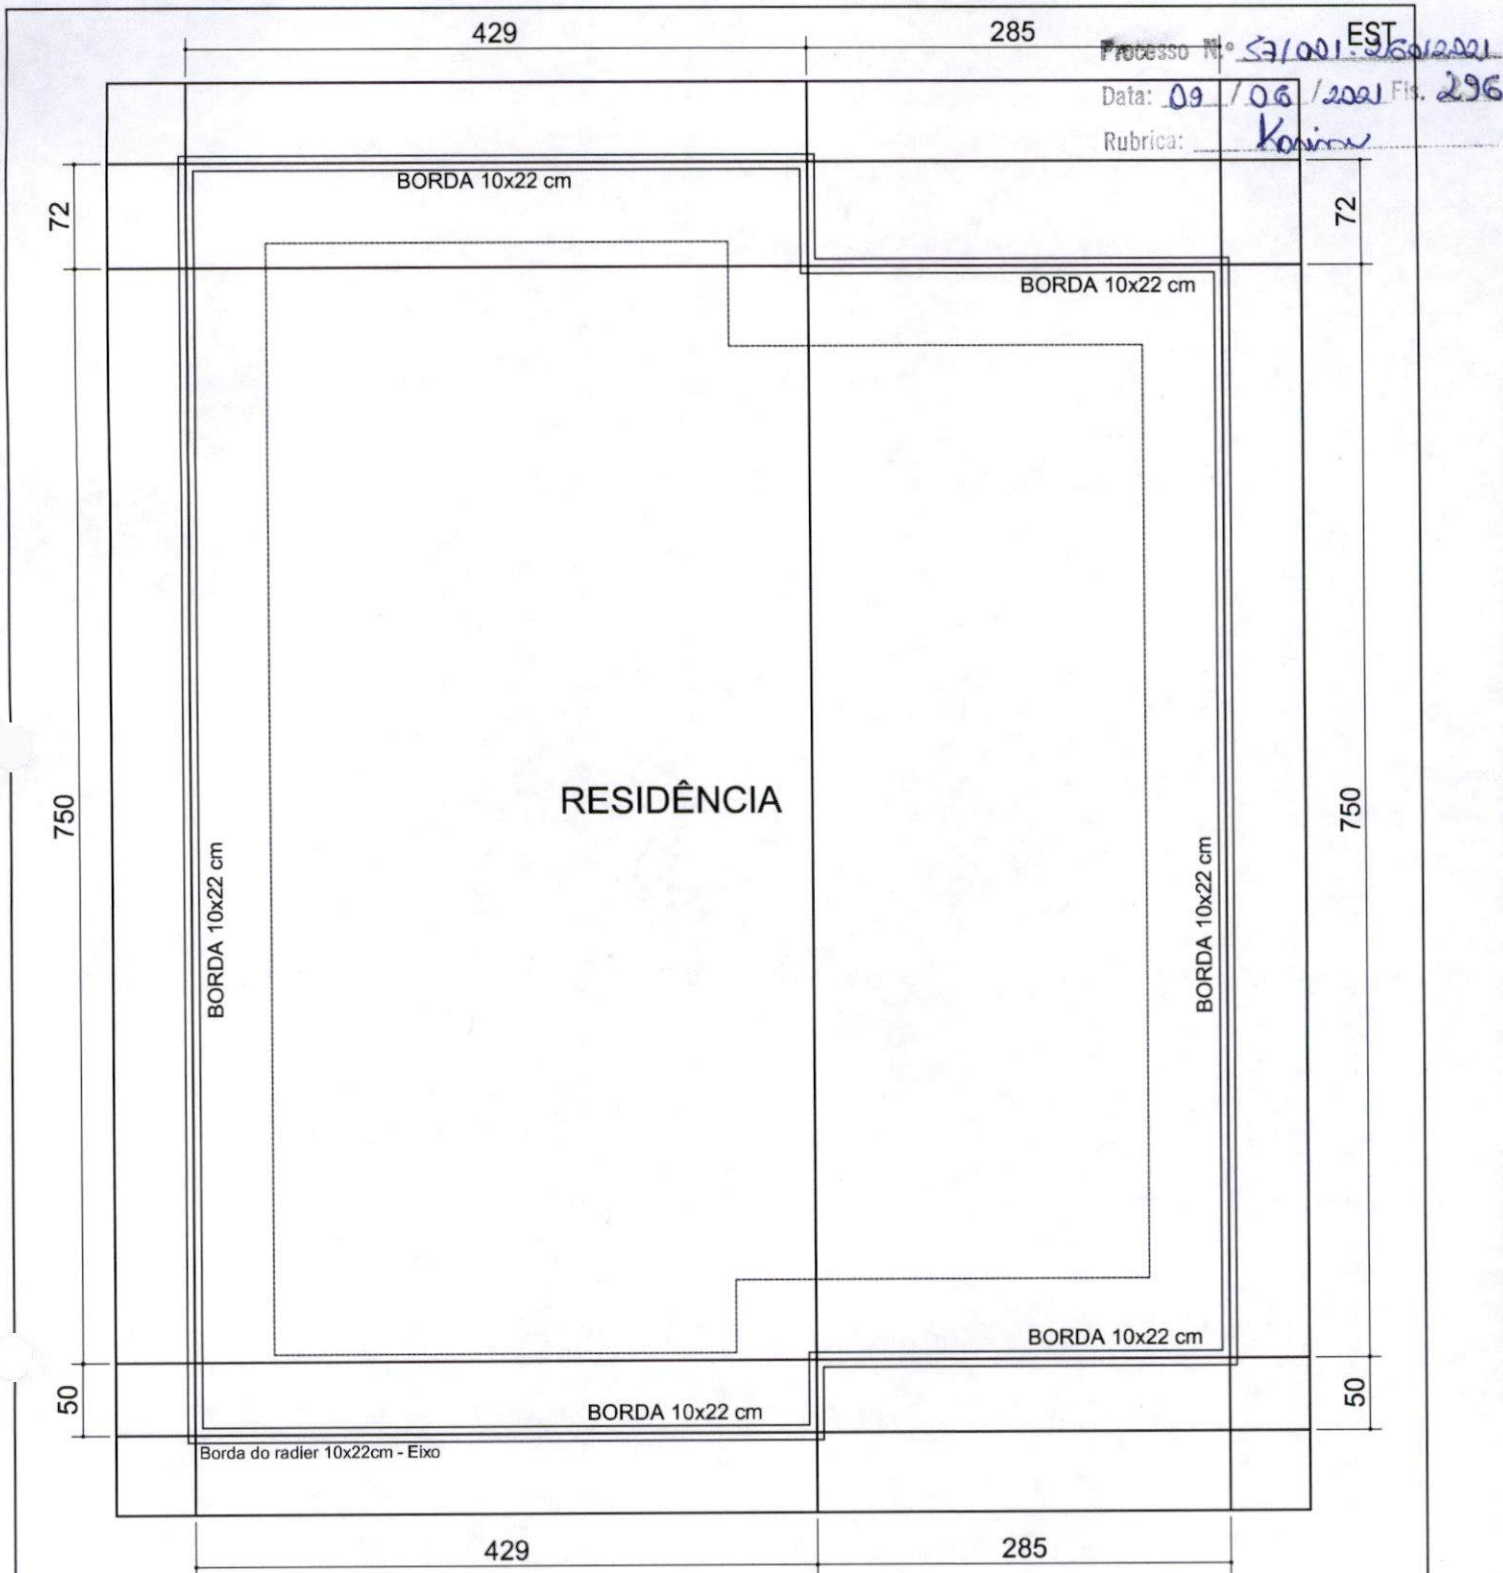 429
285
EST
Processo N.º 57/001.260/2021
Data: 09 / 06 / 2021 Fls. 296
Rubrica:
BORDA 10x22 cm
72
72
BORDA 10x22 cm
RESIDÊNCIA
750
750
BORDA 10x22 cm
BORDA 10x22 cm
BORDA 10x22 cm
50
50
BORDA 10x22 cm
Borda do radier 10x22cm - Eixo
429
285